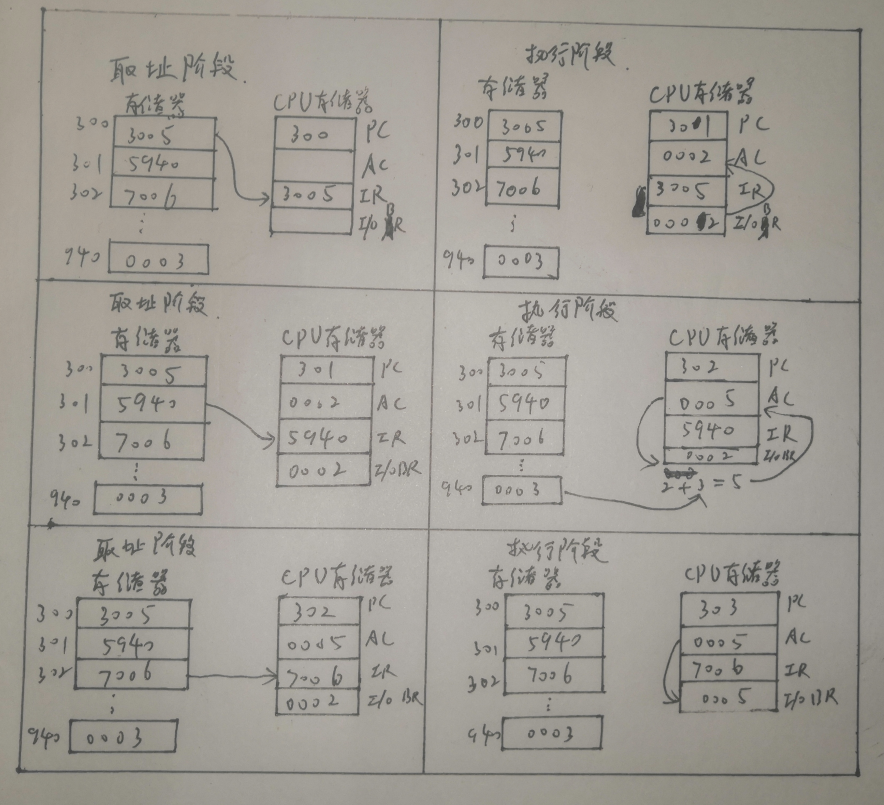 取址阶段
存储器 CPU存储器
300 3005 300 PC
301 5940 AC
302 7006 3005 IR
I/O BR
940 0003
执行阶段
存储器 CPU存储器
300 3005 301 PC
301 5940 0002 AC
302 7006 3005 IR
0002 I/O BR
940 0003
取址阶段
存储器 CPU存储器
300 3005 301 PC
301 5940 0002 AC
302 7006 5940 IR
0002 I/O BR
940 0003
执行阶段
存储器 CPU存储器
300 3005 302 PC
301 5940 0005 AC
302 7006 5940 IR
0002 I/O BR
940 0003 2+3=5
取址阶段
存储器 CPU存储器
300 3005 302 PC
301 5940 0005 AC
302 7006 7006 IR
0002 I/O BR
940 0003
执行阶段
存储器 CPU存储器
300 3005 303 PC
301 5940 0005 AC
302 7006 7006 IR
0005 I/O BR
940 0003